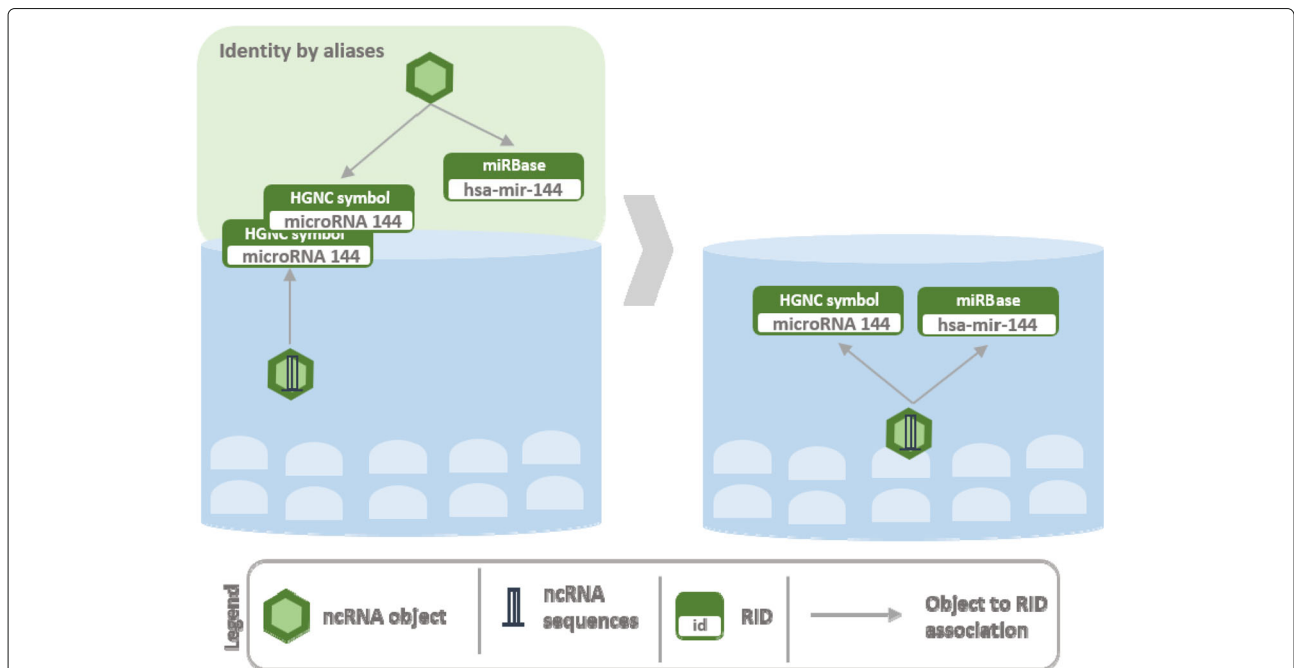 Identity by aliases
miRBase
hsa-mir-144
HGNC symbol
microRNA 144
HGNC symbol
microRNA 144
HGNC symbol
microRNA 144
miRBase
hsa-mir-144
Legend
ncRNA object
ncRNA
sequences
id
RID
Object to RID
association